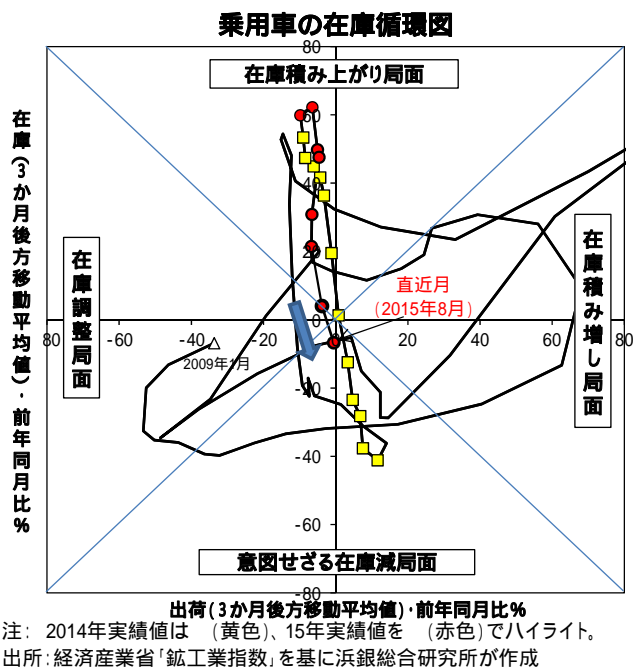 乗用車の在庫循環図
80
在庫積み上がり局面
60
40
20
0
-20
-40
-60
-80
-80
-60
-40
-20
0
20
40
60
80
在庫(3か月後方移動平均値)・前年同月比%
在庫調整局面
在庫積み増し局面
直近月
(2015年8月)
2009年1月
意図せざる在庫減局面
出荷(3か月後方移動平均値)・前年同月比%
注: 2014年実績値は (黄色)、15年実績値を (赤色)でハイライト。
出所:経済産業省「鉱工業指数」を基に浜銀総合研究所が作成